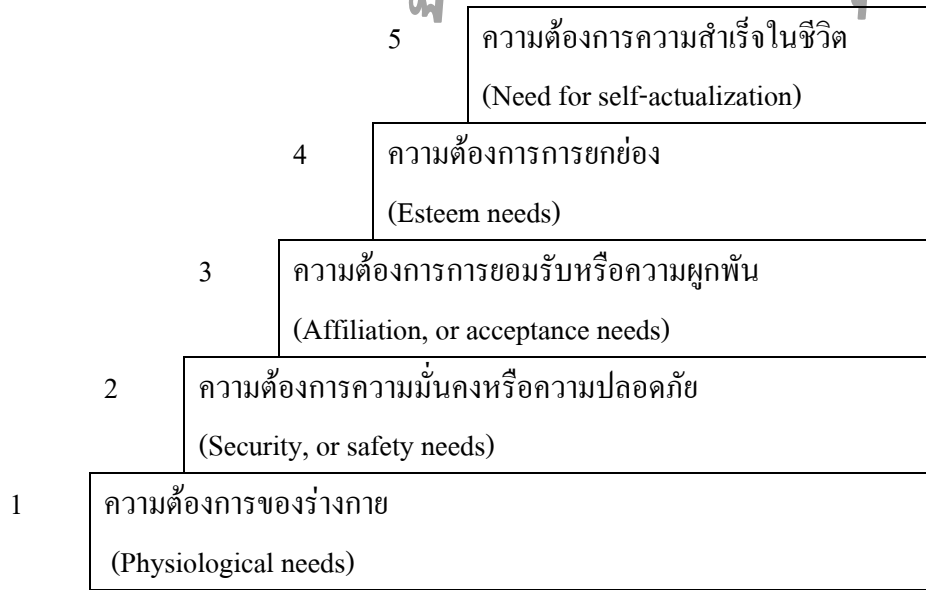 5 ความต้องการความสำเร็จในชีวิต
(Need for self-actualization)
4 ความต้องการการยกย่อง
(Esteem needs)
3 ความต้องการการยอมรับหรือความผูกพัน
(Affiliation, or acceptance needs)
2 ความต้องการความมั่นคงหรือความปลอดภัย
(Security, or safety needs)
1 ความต้องการของร่างกาย
(Physiological needs)